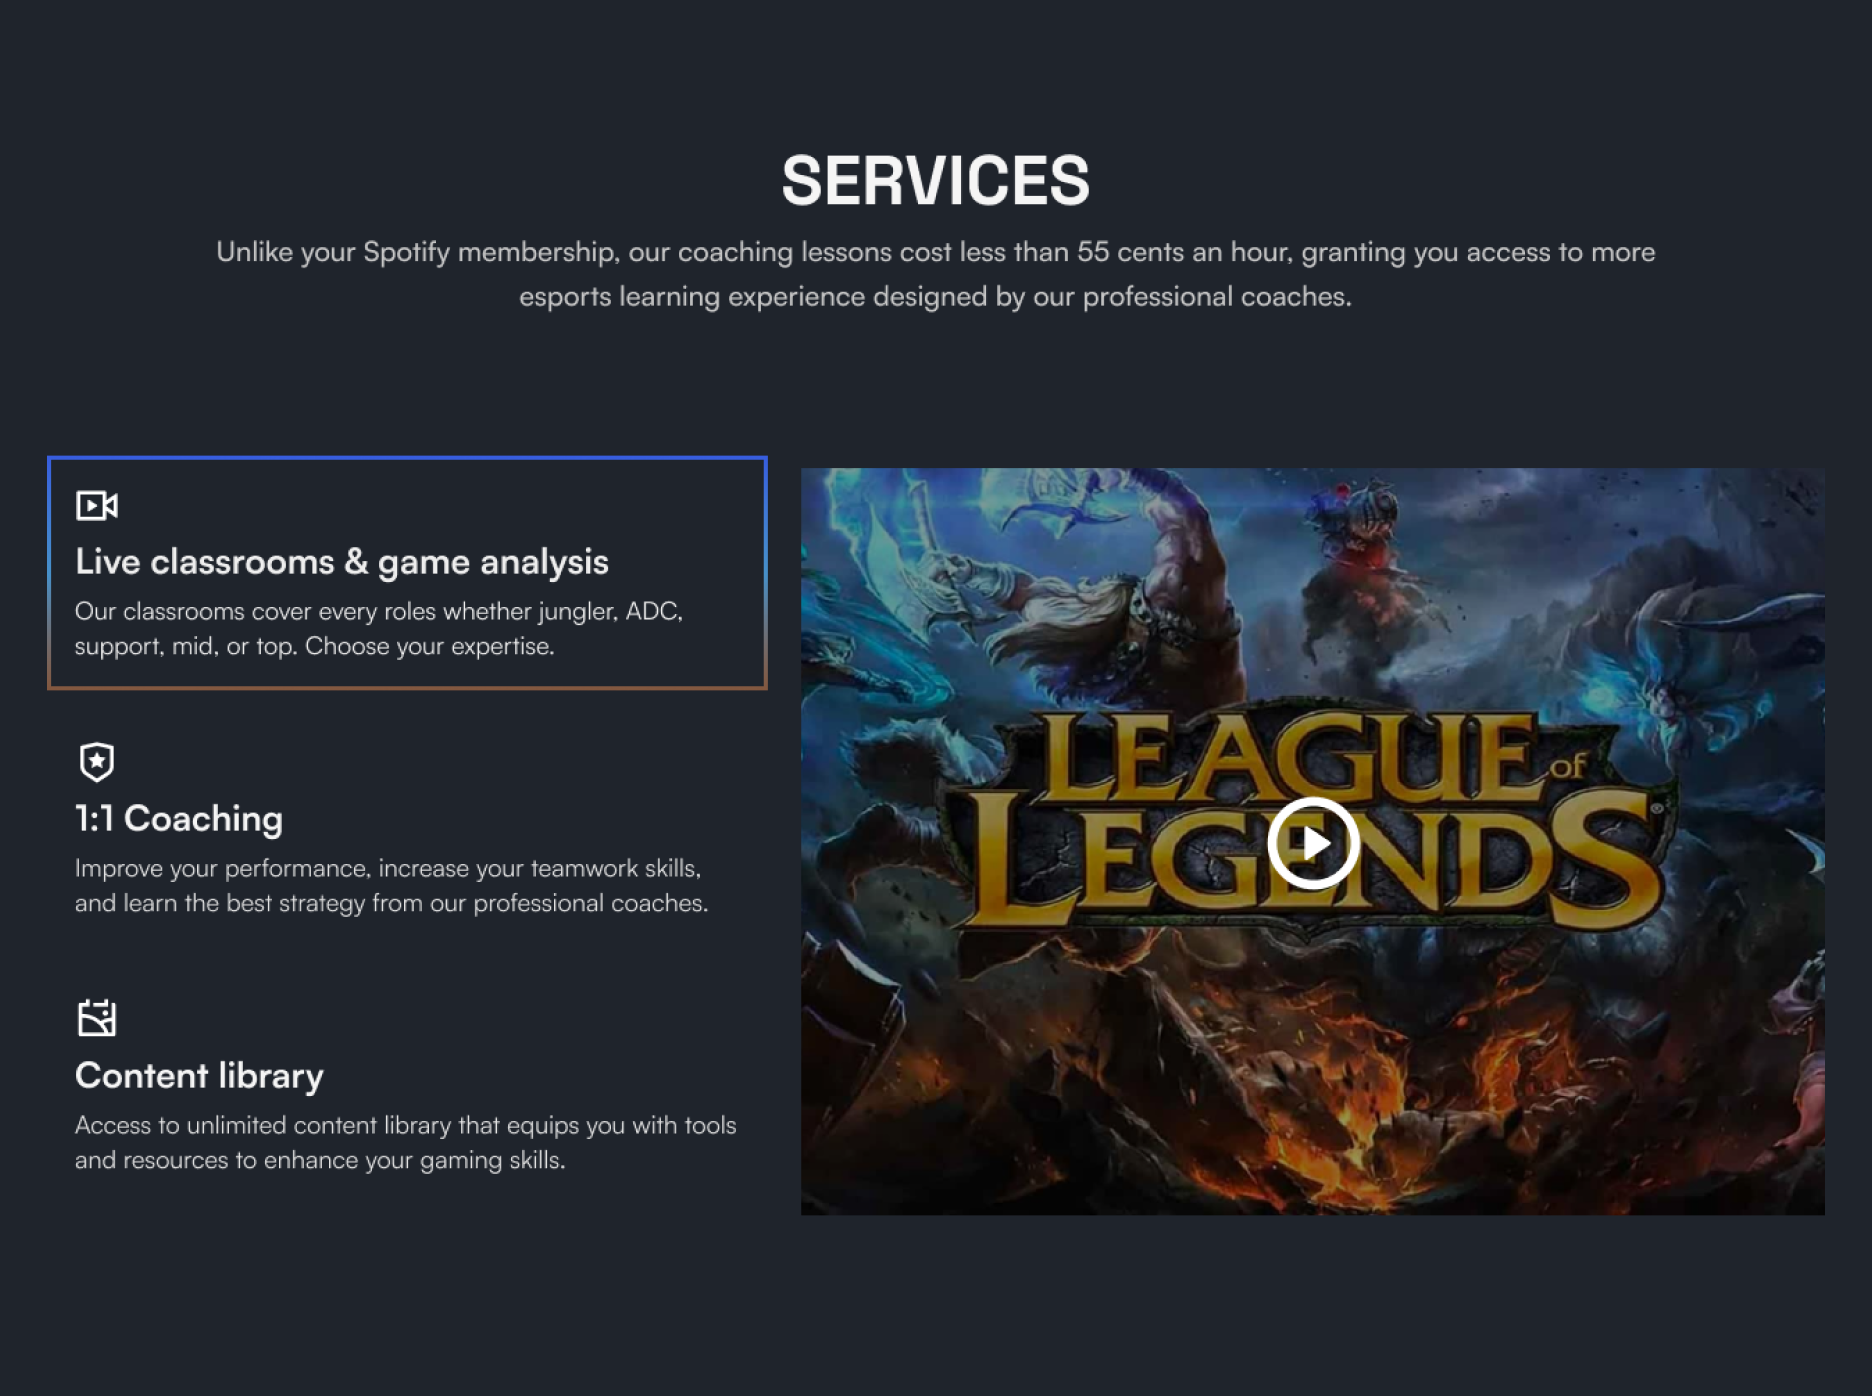 SERVICES
Unlike your Spotify membership, our coaching lessons cost less than 55 cents an hour, granting you access to more
esports learning experience designed by our professional coaches.
Live classrooms & game analysis
Our classrooms cover every roles whether jungler, ADC,
support, mid, or top. Choose your expertise.
1:1 Coaching
Improve your performance, increase your teamwork skills,
and learn the best strategy from our professional coaches.
Content library
Access to unlimited content library that equips you with tools
and resources to enhance your gaming skills.
LEAGUE of
LEGENDS®